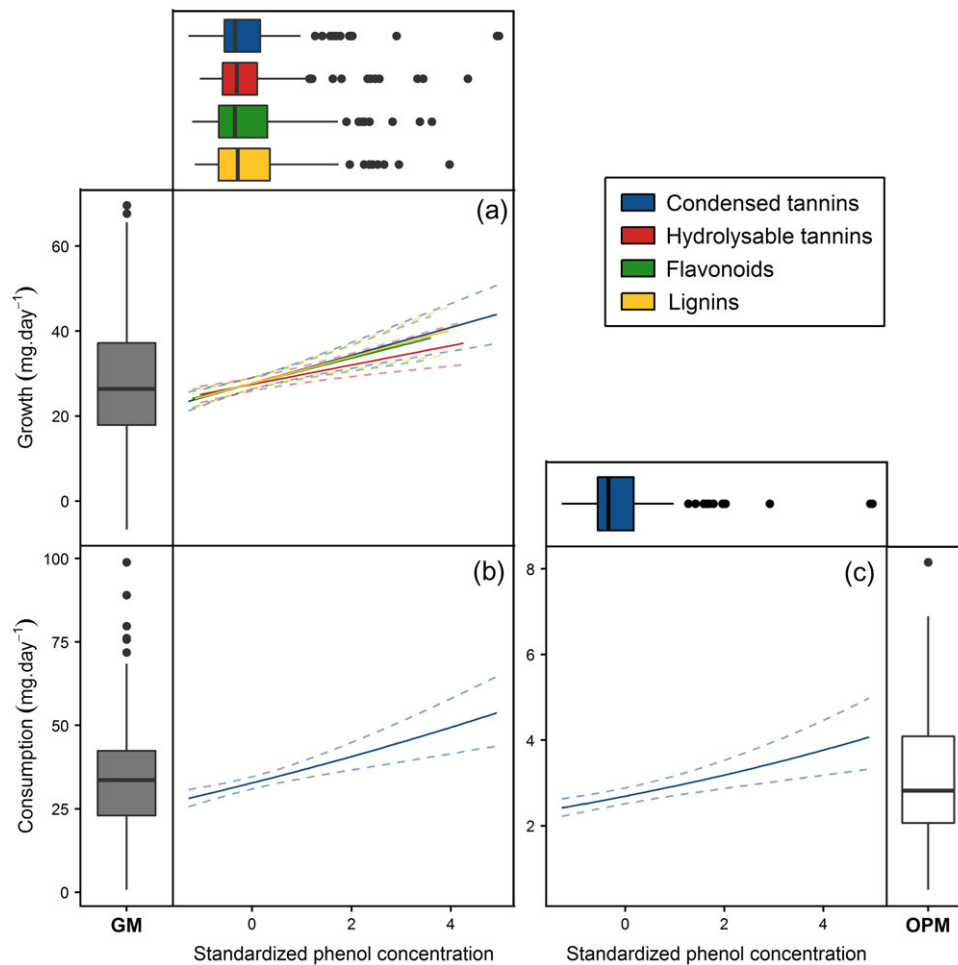 (a)
Condensed tannins
Hydrolysable tannins
Flavonoids
Lignins
60
40
20
0
Growth (mg.day⁻¹)
(b)
100
75
50
25
0
Consumption (mg.day⁻¹)
(c)
8
6
4
2
GM
0 2 4
0 2 4
OPM
Standardized phenol concentration
Standardized phenol concentration